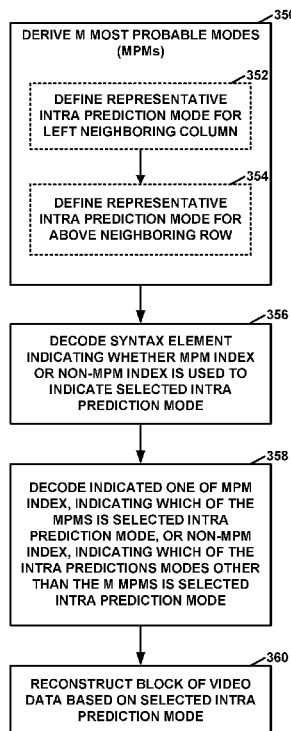 350
DERIVE M MOST PROBABLE MODES
(MPMs)
352
DEFINE REPRESENTATIVE
INTRA PREDICTION MODE FOR
LEFT NEIGHBORING COLUMN
354
DEFINE REPRESENTATIVE
INTRA PREDICTION MODE FOR
ABOVE NEIGHBORING ROW
356
DECODE SYNTAX ELEMENT
INDICATING WHETHER MPM INDEX
OR NON-MPM INDEX IS USED TO
INDICATE SELECTED INTRA
PREDICTION MODE
358
DECODE INDICATED ONE OF MPM
INDEX, INDICATING WHICH OF THE
MPMS IS SELECTED INTRA
PREDICTION MODE, OR NON-MPM
INDEX, INDICATING WHICH OF THE
INTRA PREDICTIONS MODES OTHER
THAN THE M MPMS IS SELECTED
INTRA PREDICTION MODE
360
RECONSTRUCT BLOCK OF VIDEO
DATA BASED ON SELECTED INTRA
PREDICTION MODE